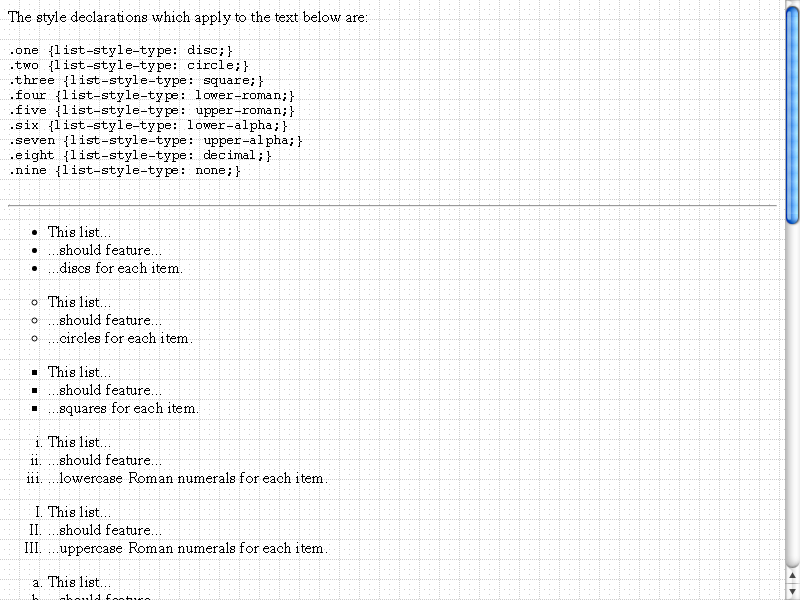 The style declarations which apply to the text below are:
.one {list-style-type: disc;}
.two {list-style-type: circle;}
.three {list-style-type: square;}
.four {list-style-type: lower-roman;}
.five {list-style-type: upper-roman;}
.six {list-style-type: lower-alpha;}
.seven {list-style-type: upper-alpha;}
.eight {list-style-type: decimal;}
.nine {list-style-type: none;}
• This list...
• ...should feature...
• ...discs for each item.
◦ This list...
◦ ...should feature...
◦ ...circles for each item.
▪ This list...
▪ ...should feature...
▪ ...squares for each item.
i. This list...
ii. ...should feature...
iii. ...lowercase Roman numerals for each item.
I. This list...
II. ...should feature...
III. ...uppercase Roman numerals for each item.
a. This list...
b. ...should feature...